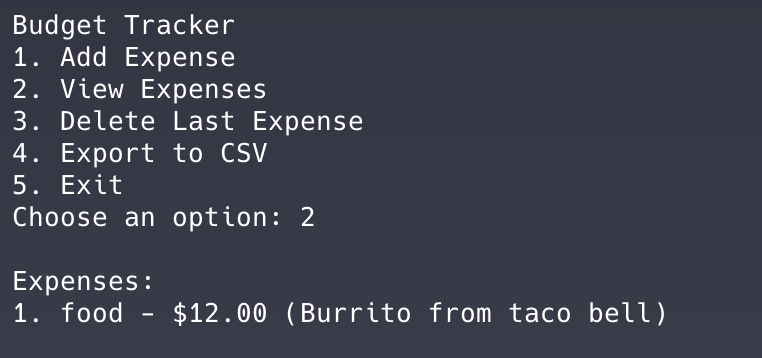 Budget Tracker
1. Add Expense
2. View Expenses
3. Delete Last Expense
4. Export to CSV
5. Exit
Choose an option: 2
Expenses:
1. food – $12.00 (Burrito from taco bell)